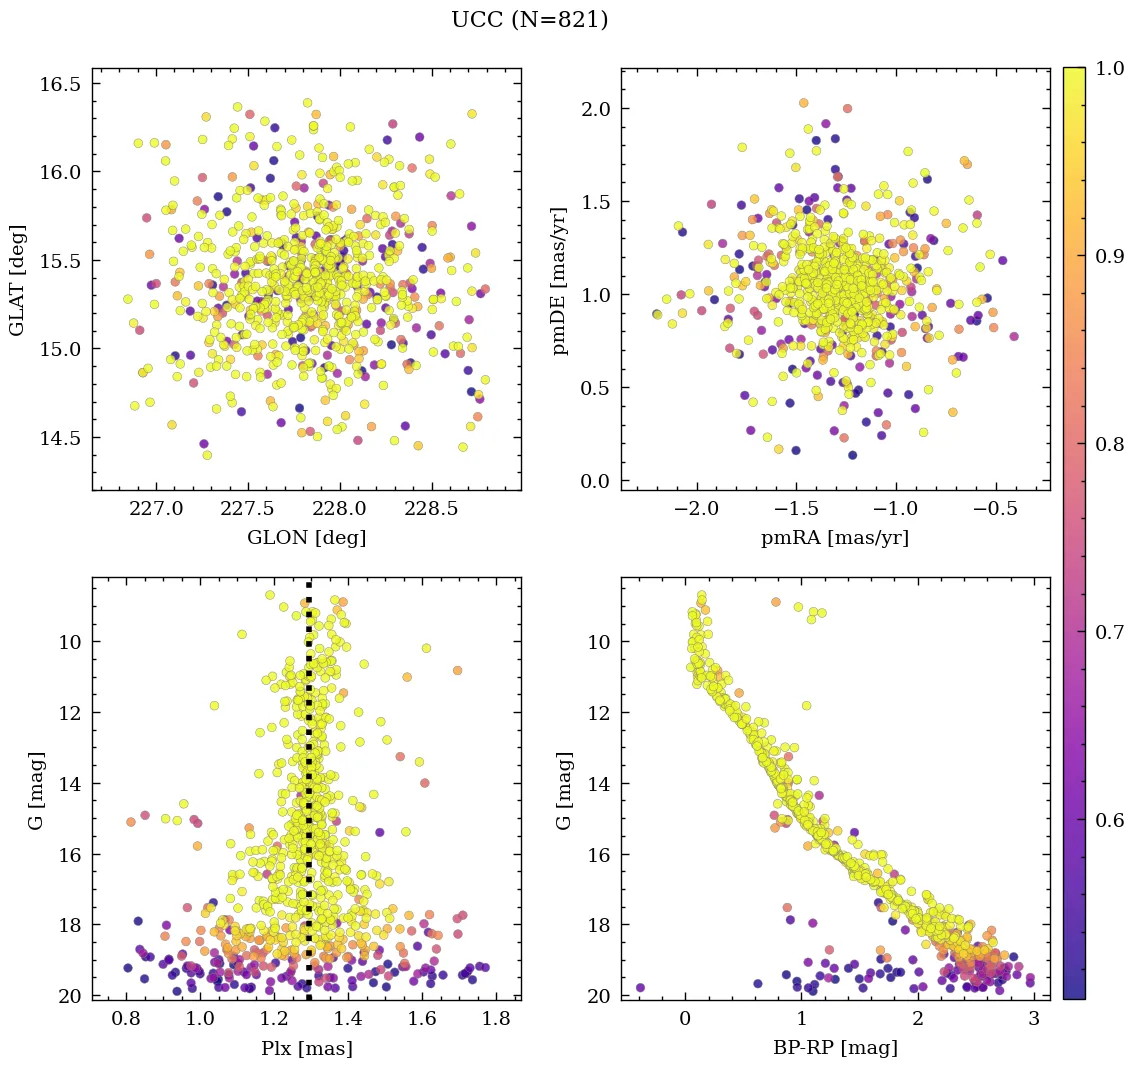 UCC (N=821)
16.5
16.0
15.5
15.0
14.5
GLAT [deg]
227.0 227.5 228.0 228.5
GLON [deg]
2.0
1.5
1.0
0.5
0.0
pmDE [mas/yr]
−2.0 −1.5 −1.0 −0.5
pmRA [mas/yr]
1.0
0.9
0.8
0.7
0.6
10
12
14
16
18
20
G [mag]
0.8 1.0 1.2 1.4 1.6 1.8
Plx [mas]
10
12
14
16
18
20
G [mag]
0 1 2 3
BP-RP [mag]